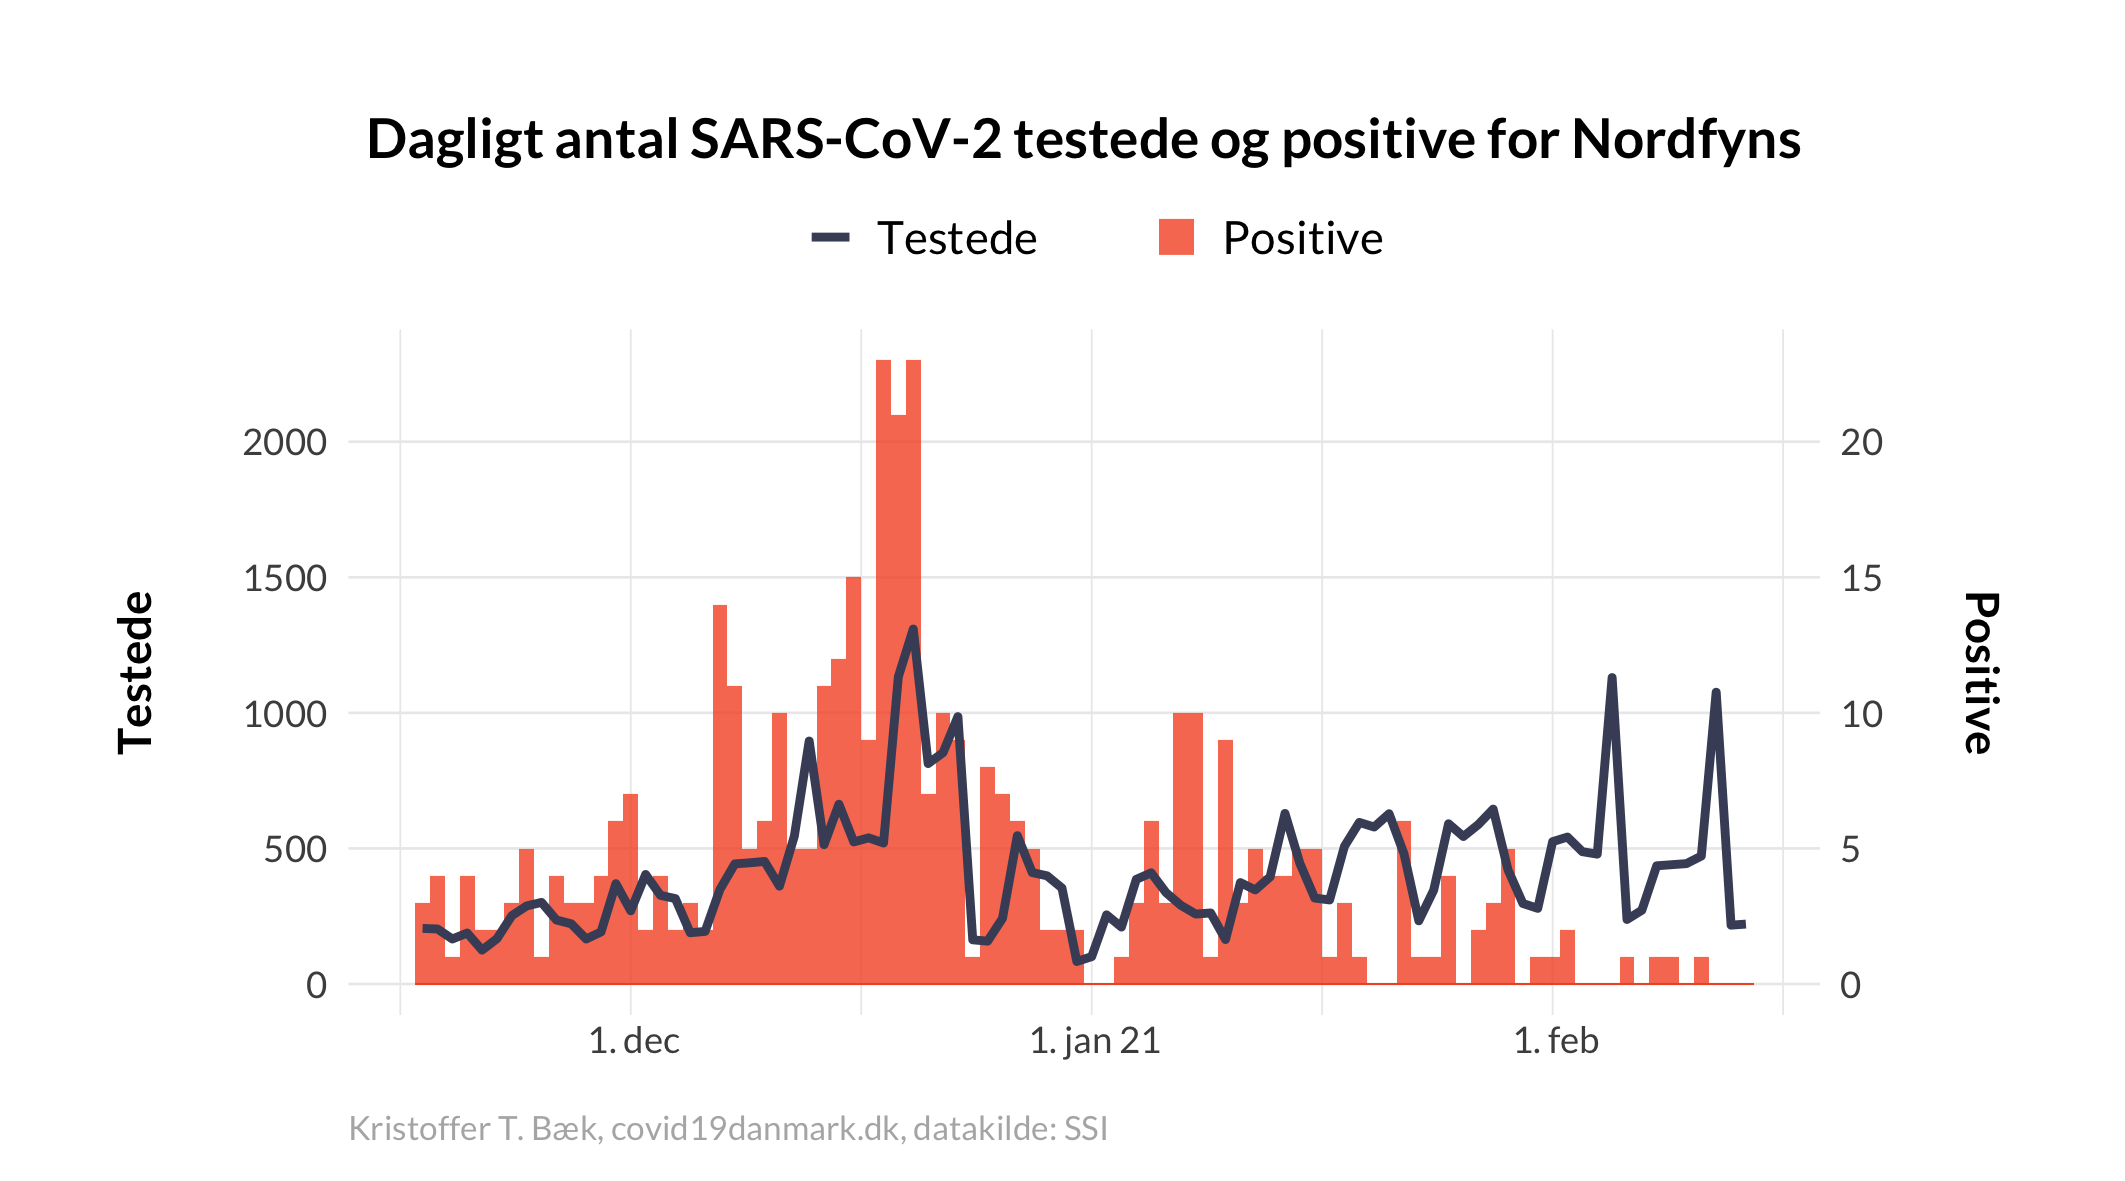 Dagligt antal SARS-CoV-2 testede og positive for Nordfyns
Testede
Positive
2000
1500
1000
500
0
20
15
10
5
0
Testede
Positive
1. dec
1. jan 21
1. feb
Kristoffer T. Bæk, covid19danmark.dk, datakilde: SSI